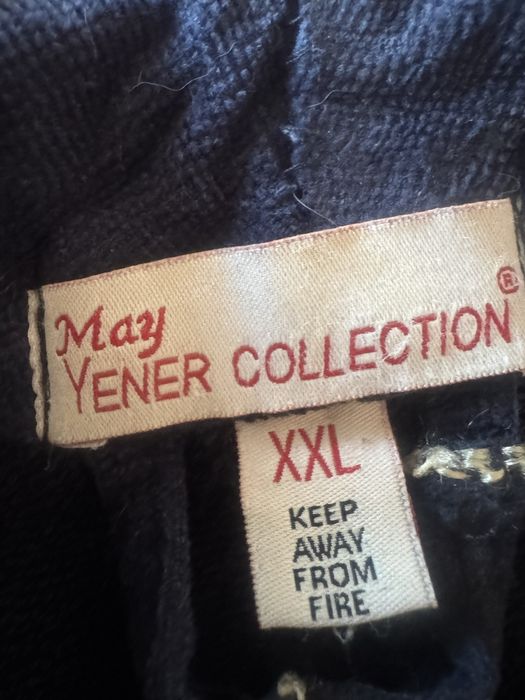 May
YENER COLLECTION®
XXL
KEEP
AWAY
FROM
FIRE